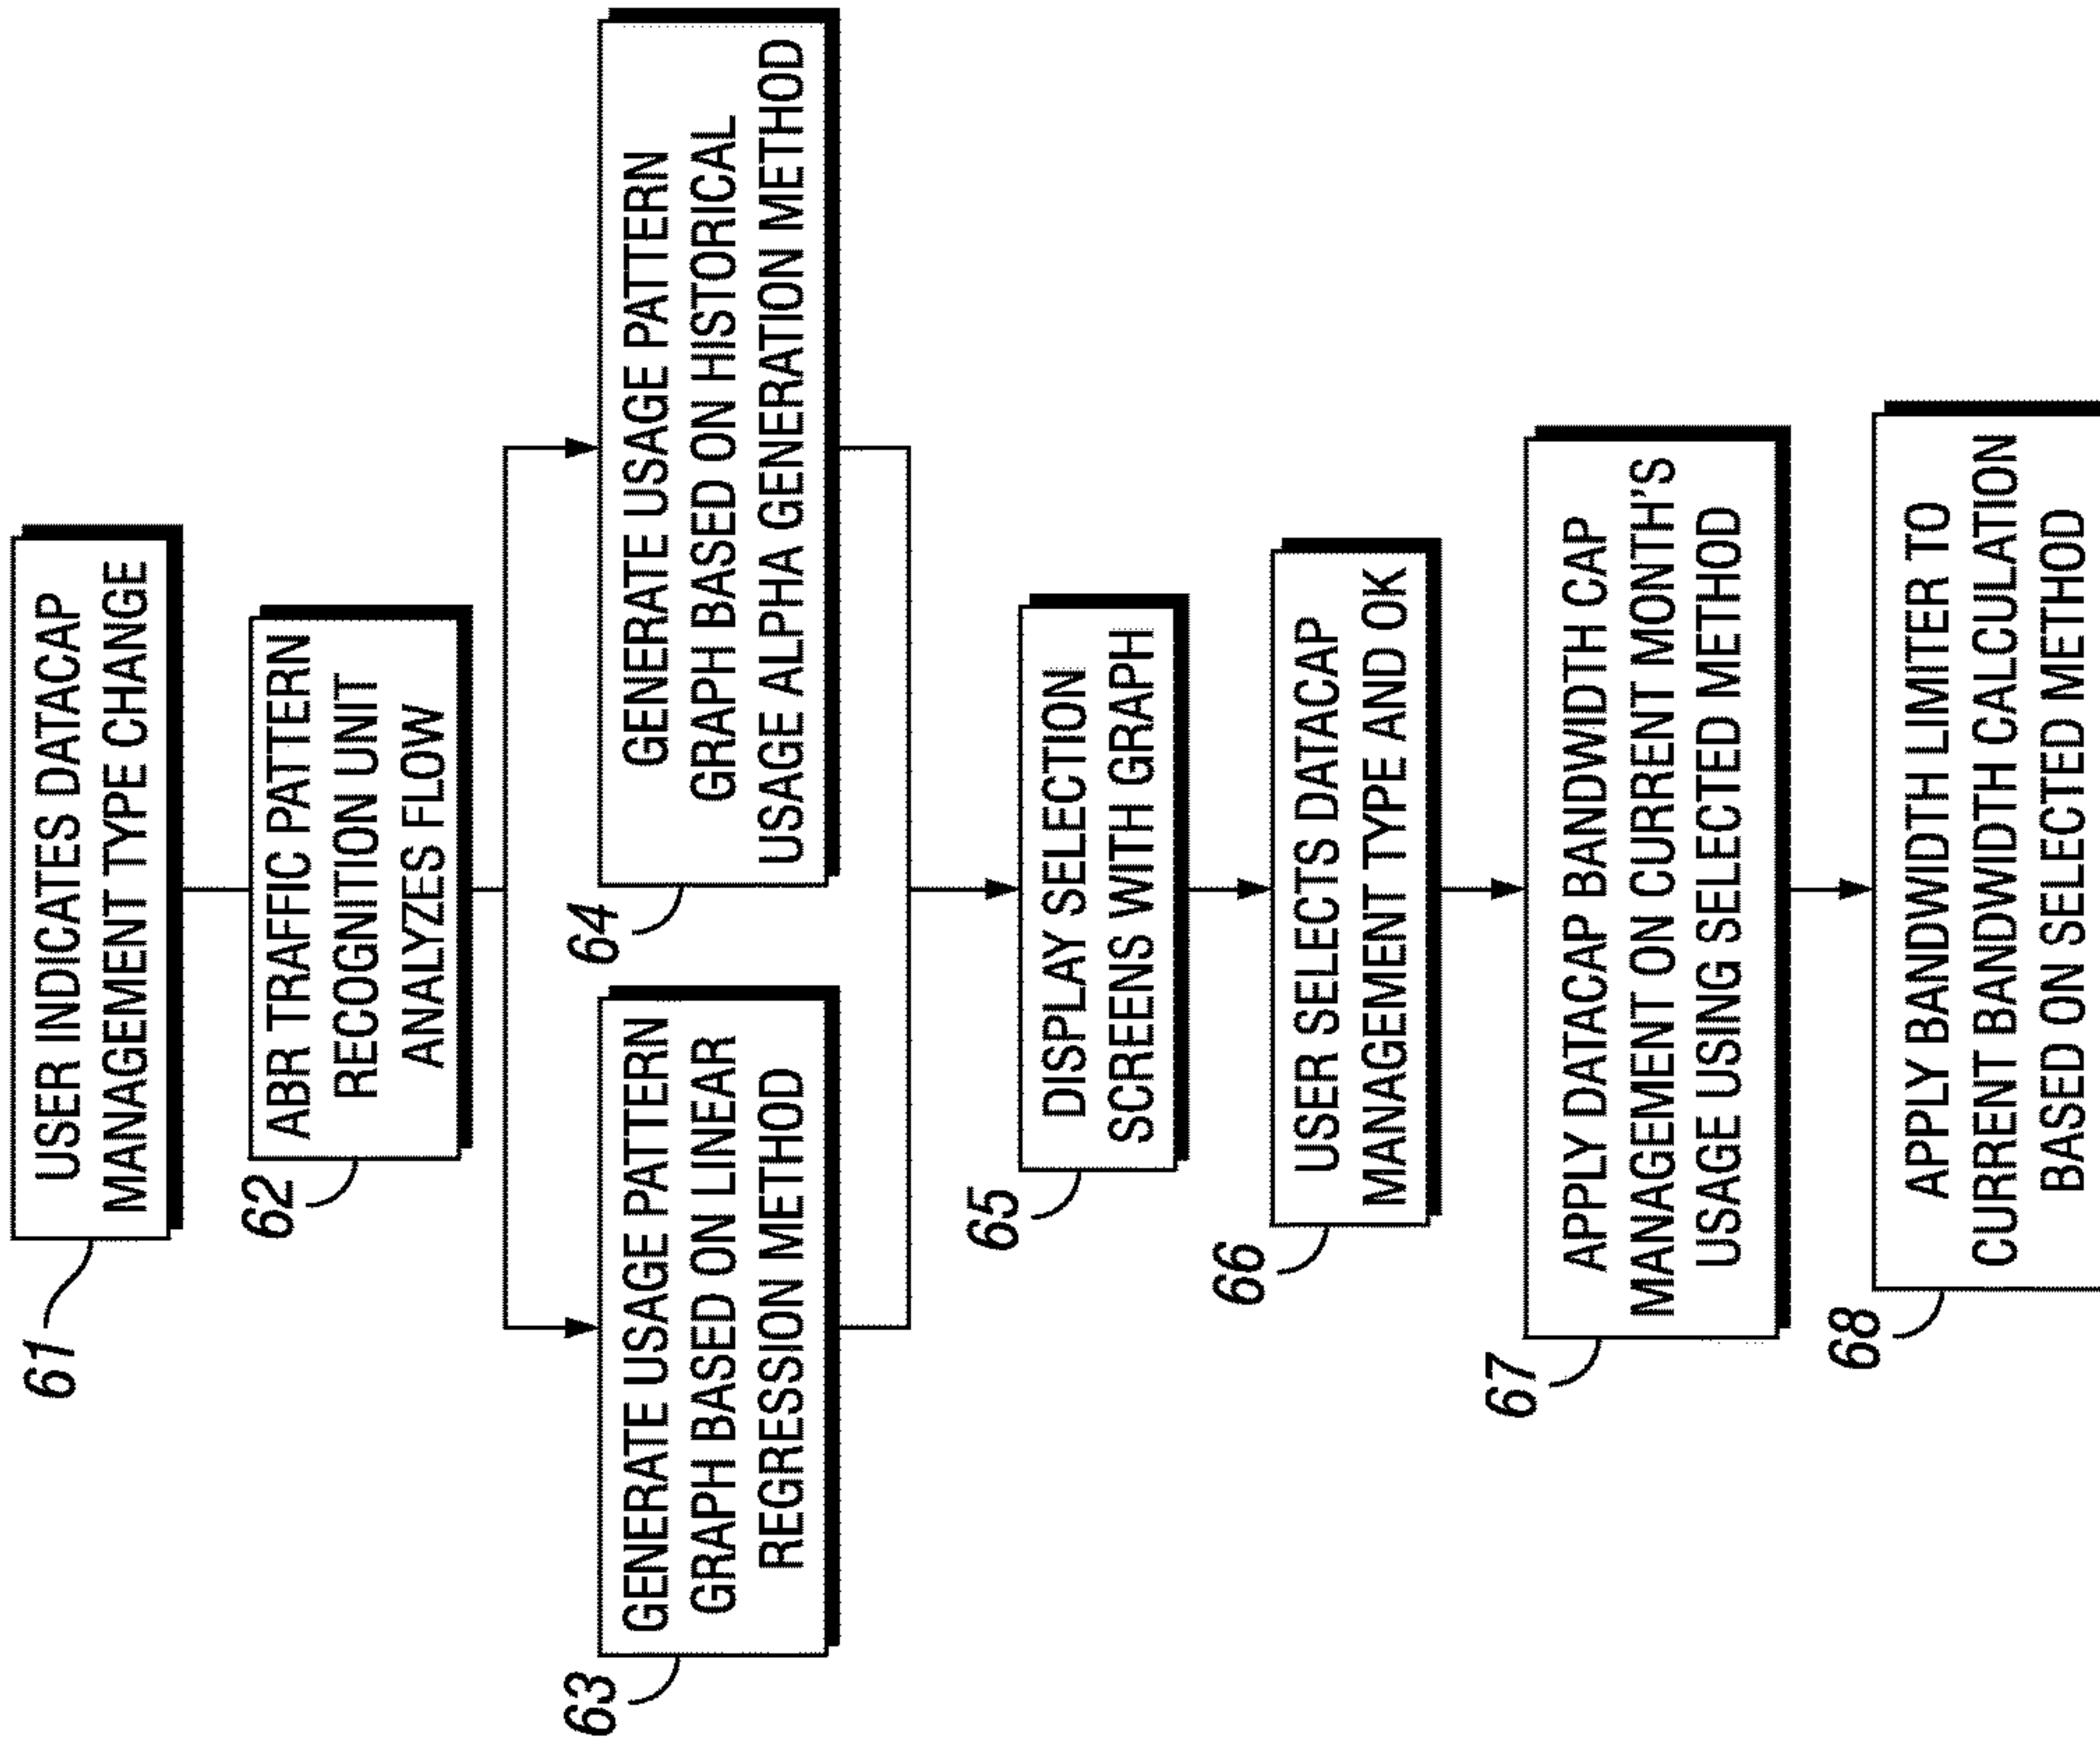 61
USER INDICATES DATACAP
MANAGEMENT TYPE CHANGE
62
ABR TRAFFIC PATTERN
RECOGNITION UNIT
ANALYZES FLOW
63
GENERATE USAGE PATTERN
GRAPH BASED ON LINEAR
REGRESSION METHOD
64
GENERATE USAGE PATTERN
GRAPH BASED ON HISTORICAL
USAGE ALPHA GENERATION METHOD
65
DISPLAY SELECTION
SCREENS WITH GRAPH
66
USER SELECTS DATACAP
MANAGEMENT TYPE AND OK
67
APPLY DATACAP BANDWIDTH CAP
MANAGEMENT ON CURRENT MONTH'S
USAGE USING SELECTED METHOD
68
APPLY BANDWIDTH LIMITER TO
CURRENT BANDWIDTH CALCULATION
BASED ON SELECTED METHOD